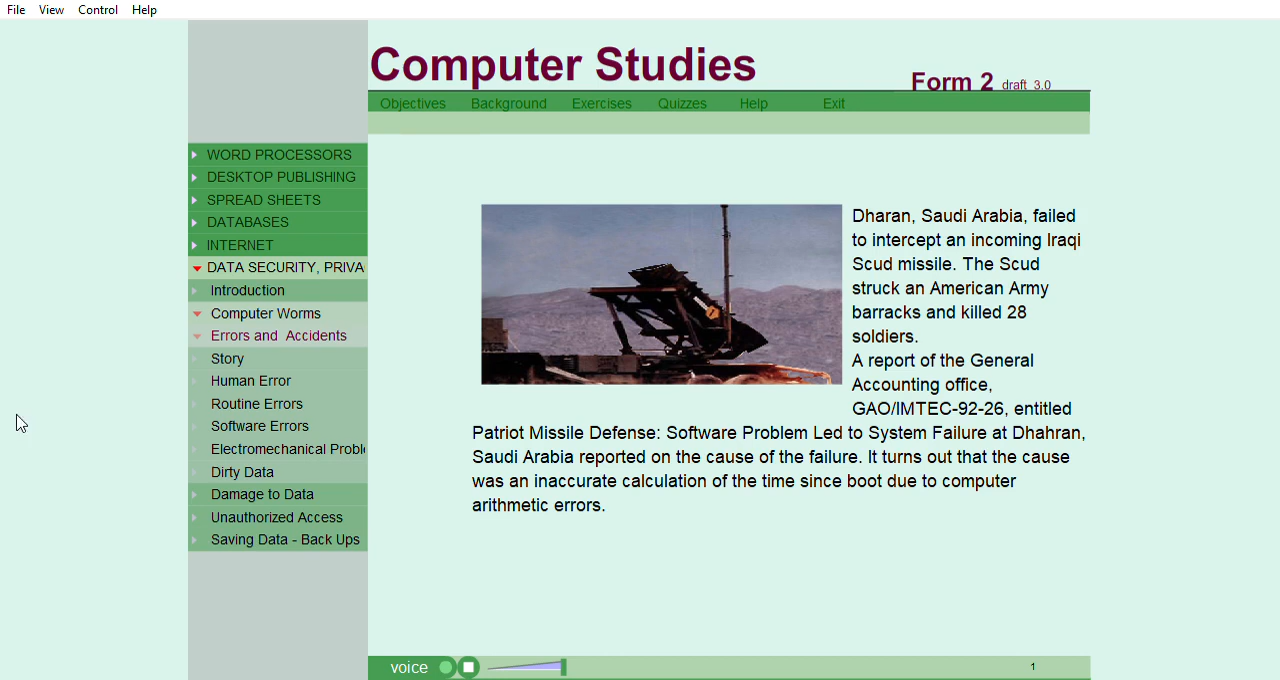 File View Control Help
Computer Studies
Form 2 draft 3.0
Objectives Background Exercises Quizzes Help Exit
WORD PROCESSORS
DESKTOP PUBLISHING
SPREAD SHEETS
DATABASES
INTERNET
DATA SECURITY, PRIVA
Introduction
Computer Worms
Errors and Accidents
Story
Human Error
Routine Errors
Software Errors
Electromechanical Proble
Dirty Data
Damage to Data
Unauthorized Access
Saving Data - Back Ups
Dharan, Saudi Arabia, failed
to intercept an incoming Iraqi
Scud missile. The Scud
struck an American Army
barracks and killed 28
soldiers.
A report of the General
Accounting office,
GAO/IMTEC-92-26, entitled
Patriot Missile Defense: Software Problem Led to System Failure at Dhahran,
Saudi Arabia reported on the cause of the failure. It turns out that the cause
was an inaccurate calculation of the time since boot due to computer
arithmetic errors.
voice
1